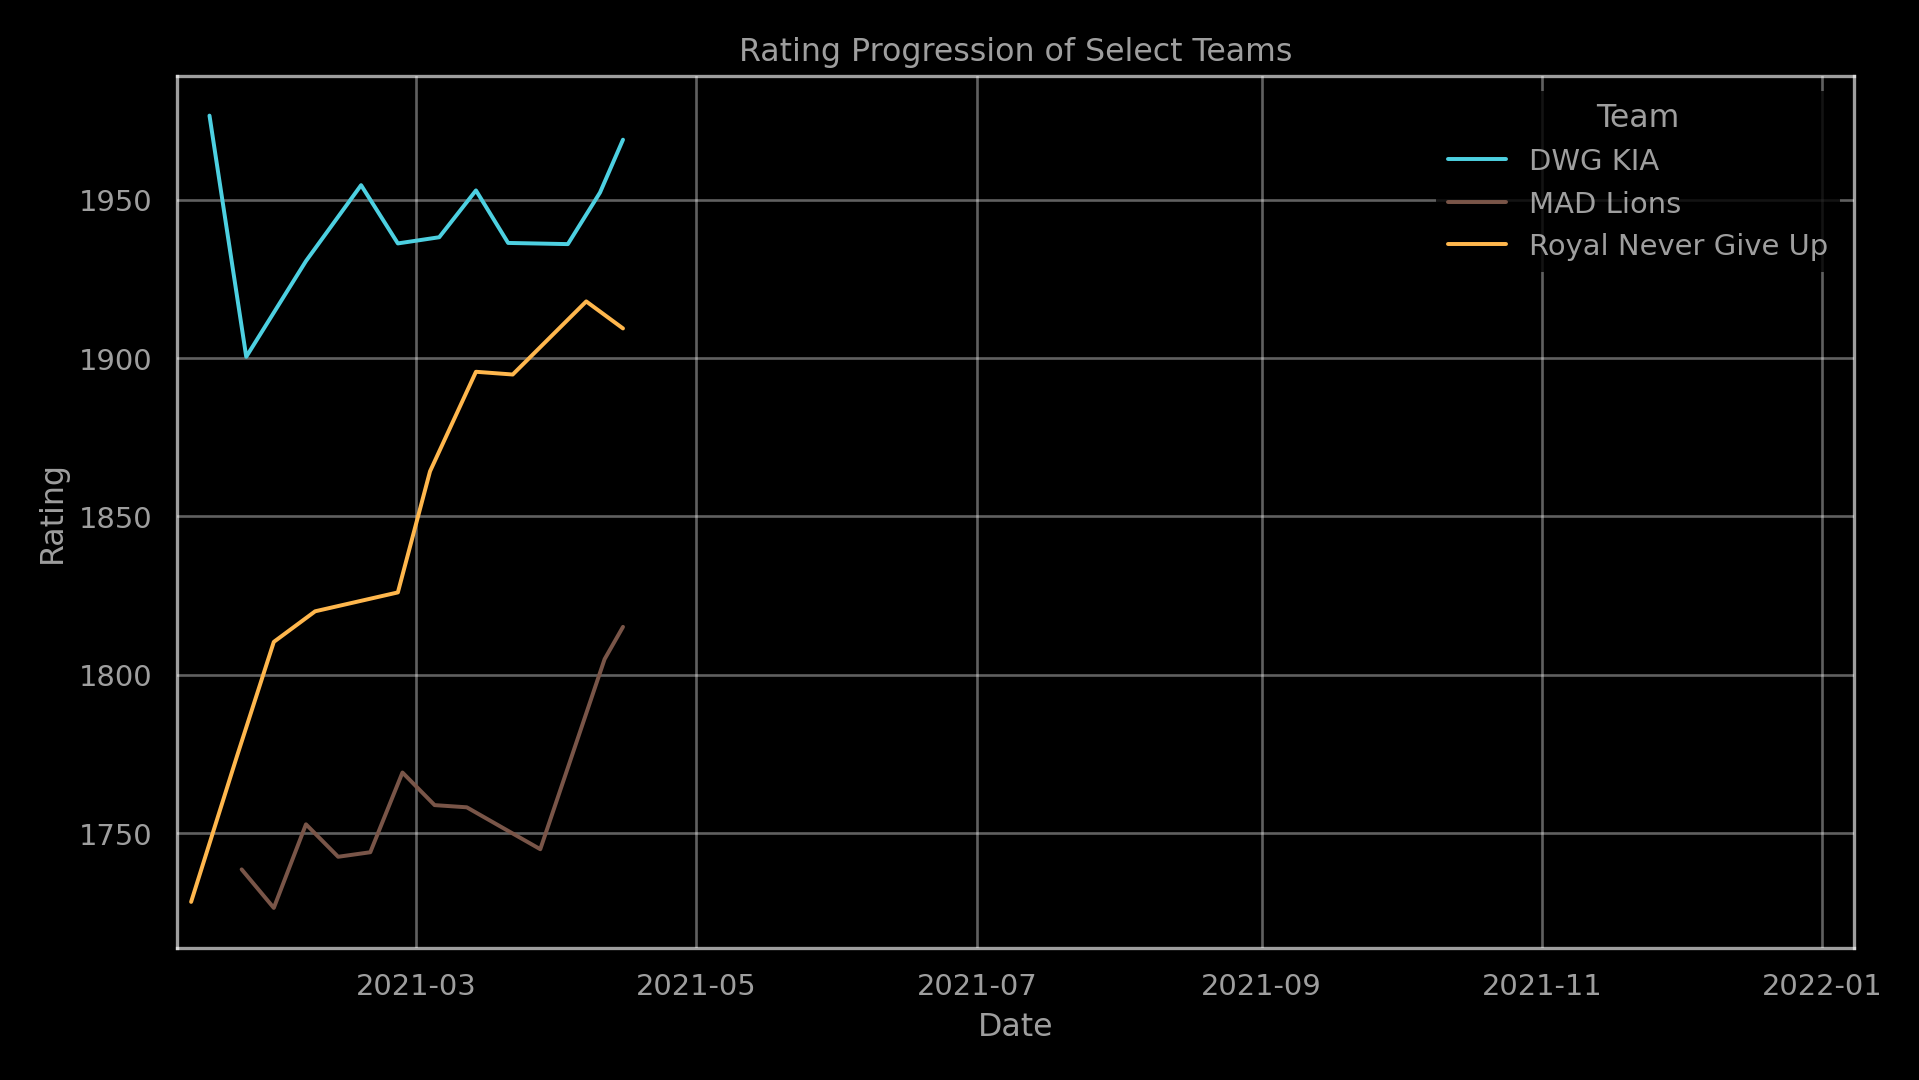 Rating Progression of Select Teams
Team
DWG KIA
MAD Lions
Royal Never Give Up
Rating
1950
1900
1850
1800
1750
2021-03 2021-05 2021-07 2021-09 2021-11 2022-01
Date